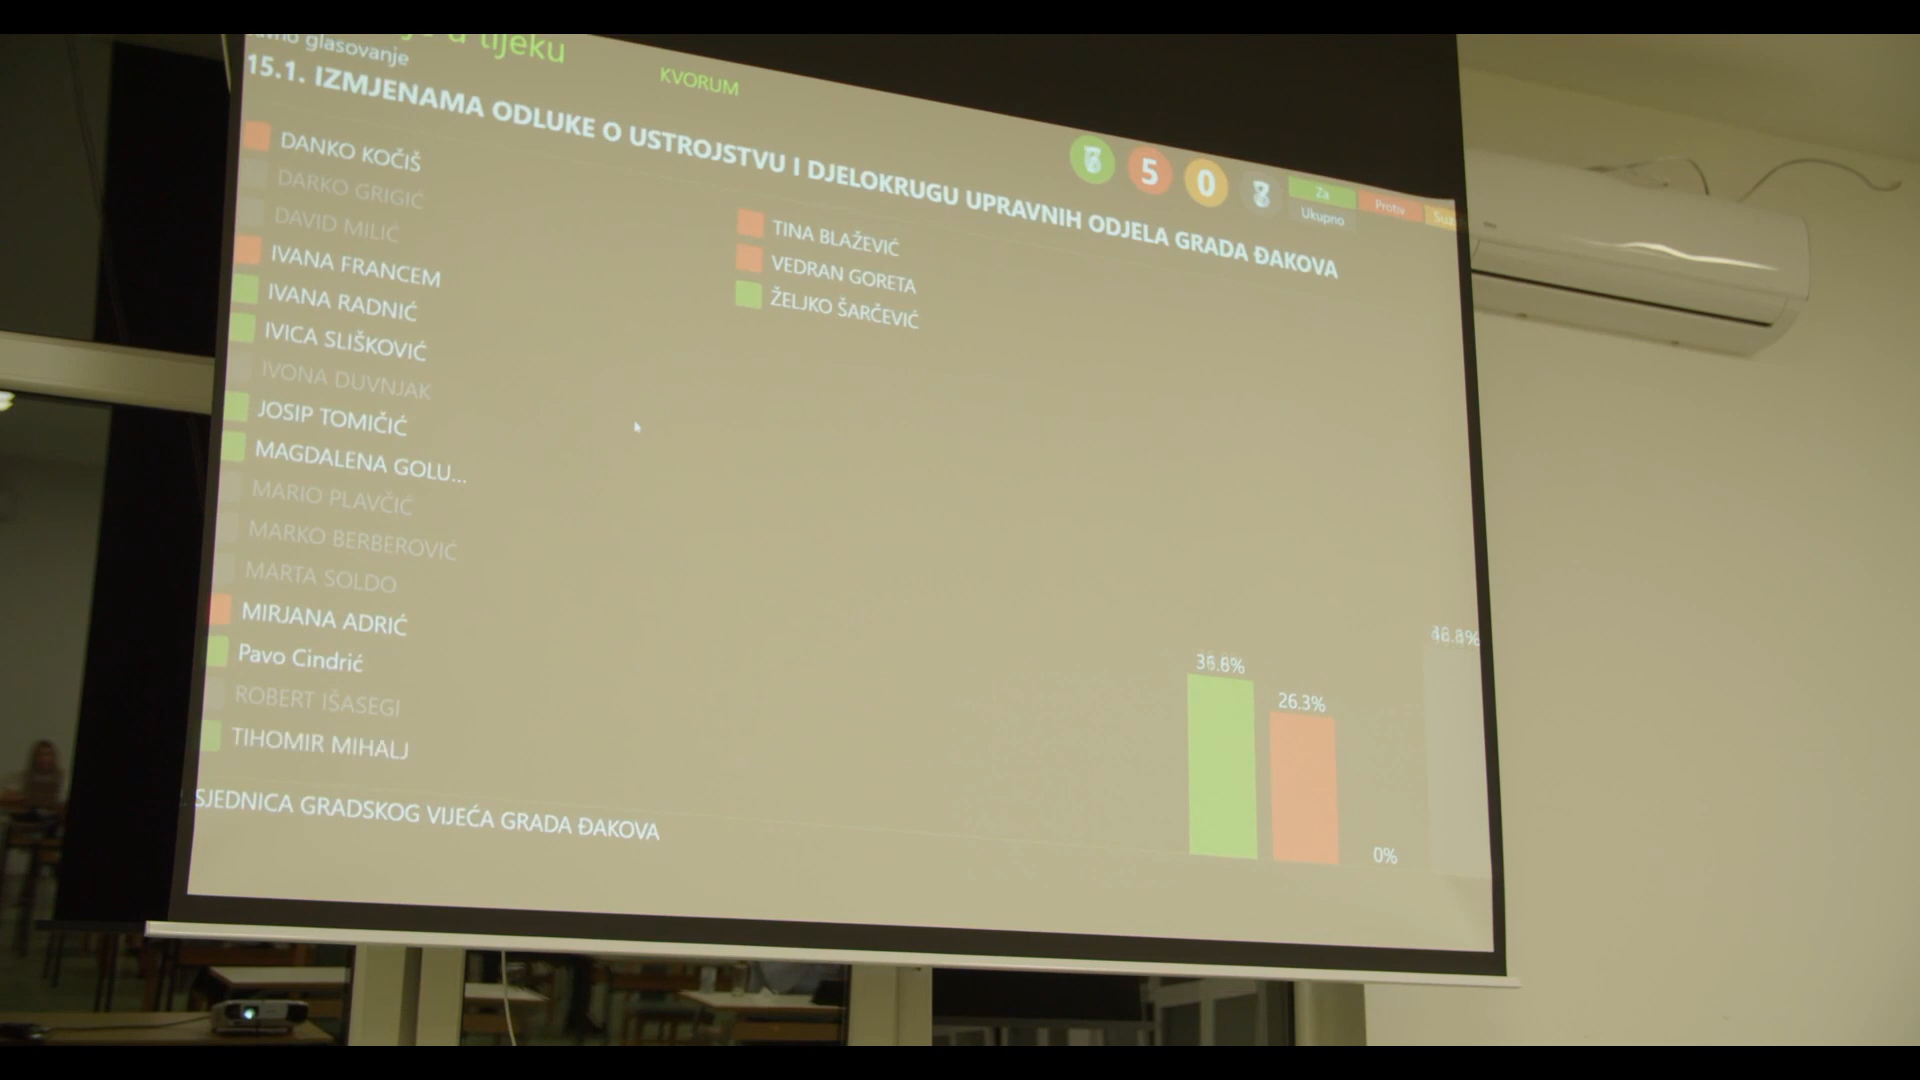 u tijeku
glasovanje
KVORUM
15.1. IZMJENAMA ODLUKE O USTROJSTVU I DJELOKRUGU UPRAVNIH ODJELA GRADA ĐAKOVA
5
0
Za
Protiv
Ukupno
DANKO KOČIŠ
DARKO GRIGIĆ
DAVID MILIĆ
IVANA FRANCEM
IVANA RADNIĆ
IVICA SLIŠKOVIĆ
IVONA DUVNJAK
JOSIP TOMIČIĆ
MAGDALENA GOLU...
MARIO PLAVČIĆ
MARKO BERBEROVIĆ
MARTA SOLDO
MIRJANA ADRIĆ
Pavo Cindrić
ROBERT IŠASEGI
TIHOMIR MIHALJ
TINA BLAŽEVIĆ
VEDRAN GORETA
ŽELJKO ŠARČEVIĆ
36.8%
26.3%
0%
SJEDNICA GRADSKOG VIJEĆA GRADA ĐAKOVA